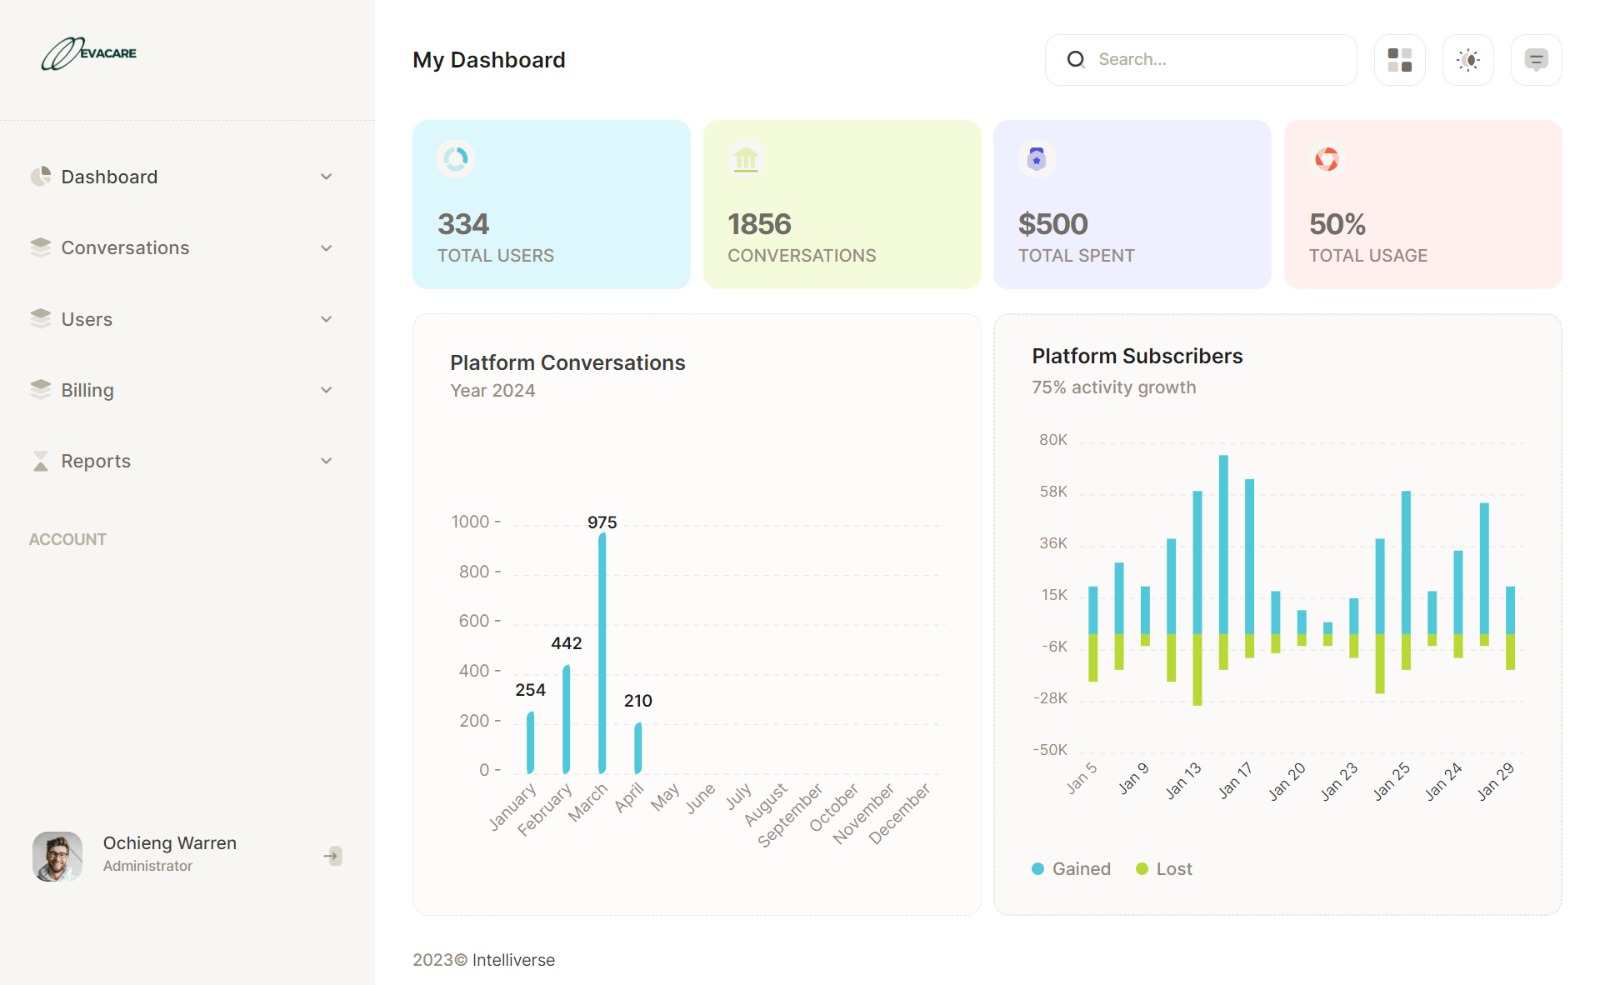 EVACARE
My Dashboard
Search...
Dashboard
Conversations
Users
Billing
Reports
ACCOUNT
Ochieng Warren
Administrator
334
TOTAL USERS
1856
CONVERSATIONS
$500
TOTAL SPENT
50%
TOTAL USAGE
Platform Conversations
Year 2024
1000
800
600
400
200
0
254
442
975
210
January
February
March
April
May
June
July
August
September
October
November
December
Platform Subscribers
75% activity growth
80K
58K
36K
15K
-6K
-28K
-50K
Jan 5
Jan 9
Jan 13
Jan 17
Jan 20
Jan 23
Jan 25
Jan 24
Jan 29
Gained
Lost
2023© Intelliverse